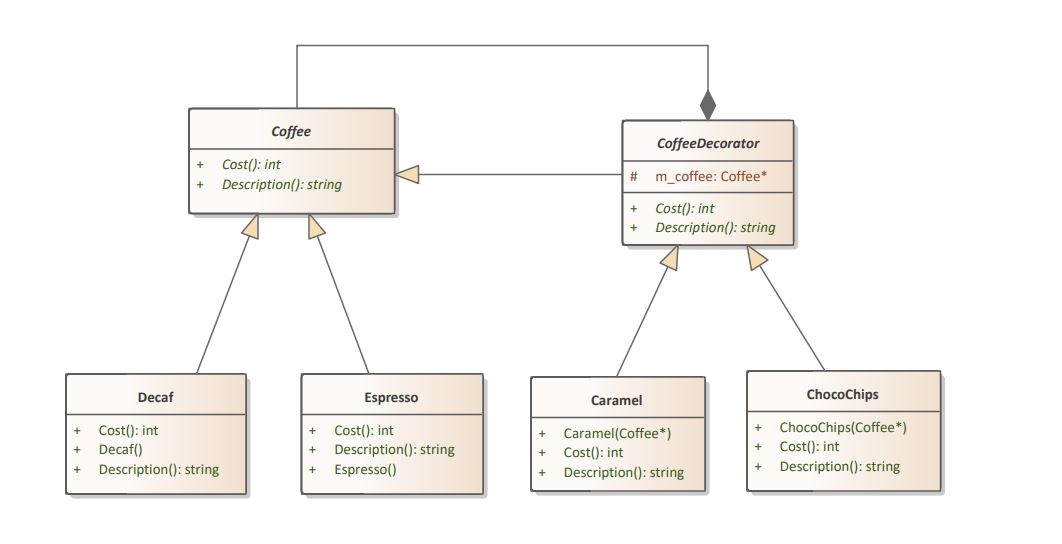 Coffee
+ Cost(): int
+ Description(): string
CoffeeDecorator
# m_coffee: Coffee*
+ Cost(): int
+ Description(): string
Decaf
+ Cost(): int
+ Decaf()
+ Description(): string
Espresso
+ Cost(): int
+ Description(): string
+ Espresso()
Caramel
+ Caramel(Coffee*)
+ Cost(): int
+ Description(): string
ChocoChips
+ ChocoChips(Coffee*)
+ Cost(): int
+ Description(): string